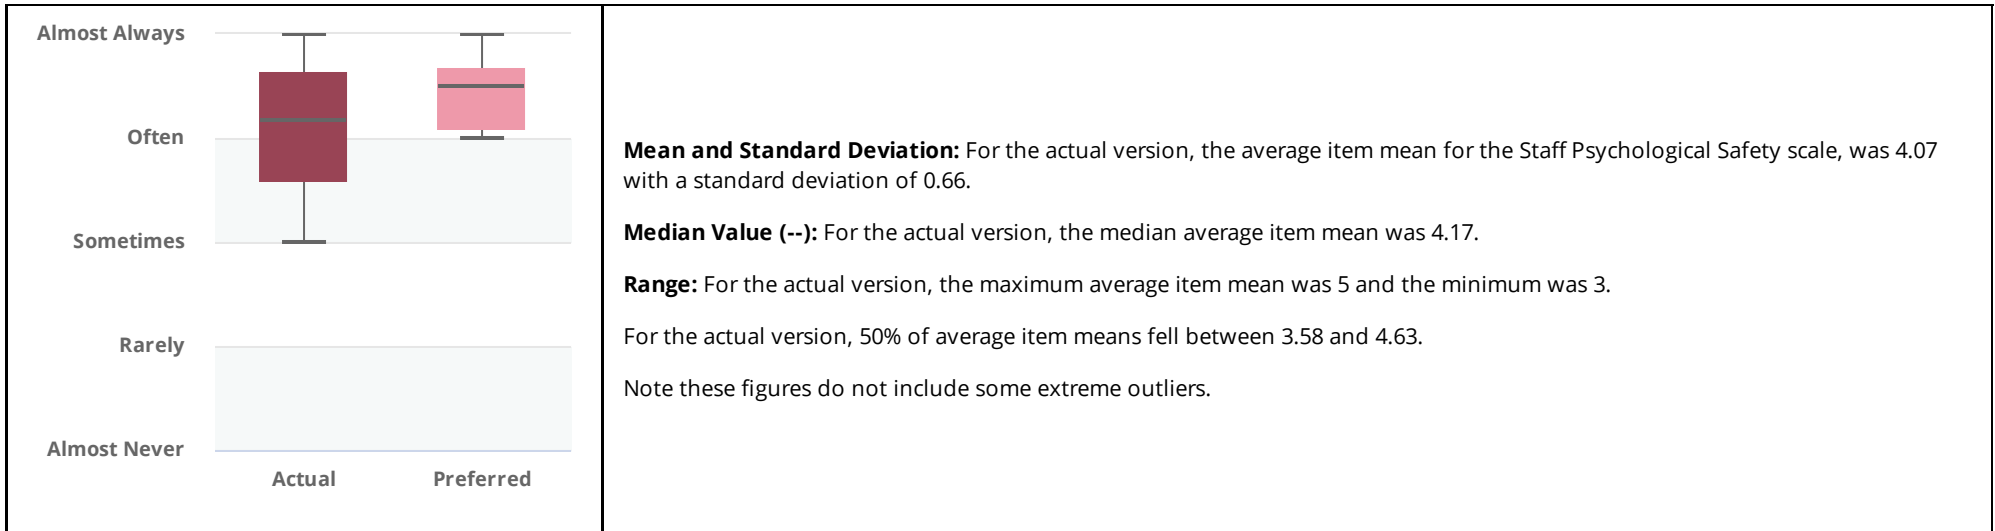 Almost Always
Often
Sometimes
Rarely
Almost Never
Actual
Preferred
Mean and Standard Deviation: For the actual version, the average item mean for the Staff Psychological Safety scale, was 4.07
with a standard deviation of 0.66.
Median Value (--): For the actual version, the median average item mean was 4.17.
Range: For the actual version, the maximum average item mean was 5 and the minimum was 3.
For the actual version, 50% of average item means fell between 3.58 and 4.63.
Note these figures do not include some extreme outliers.